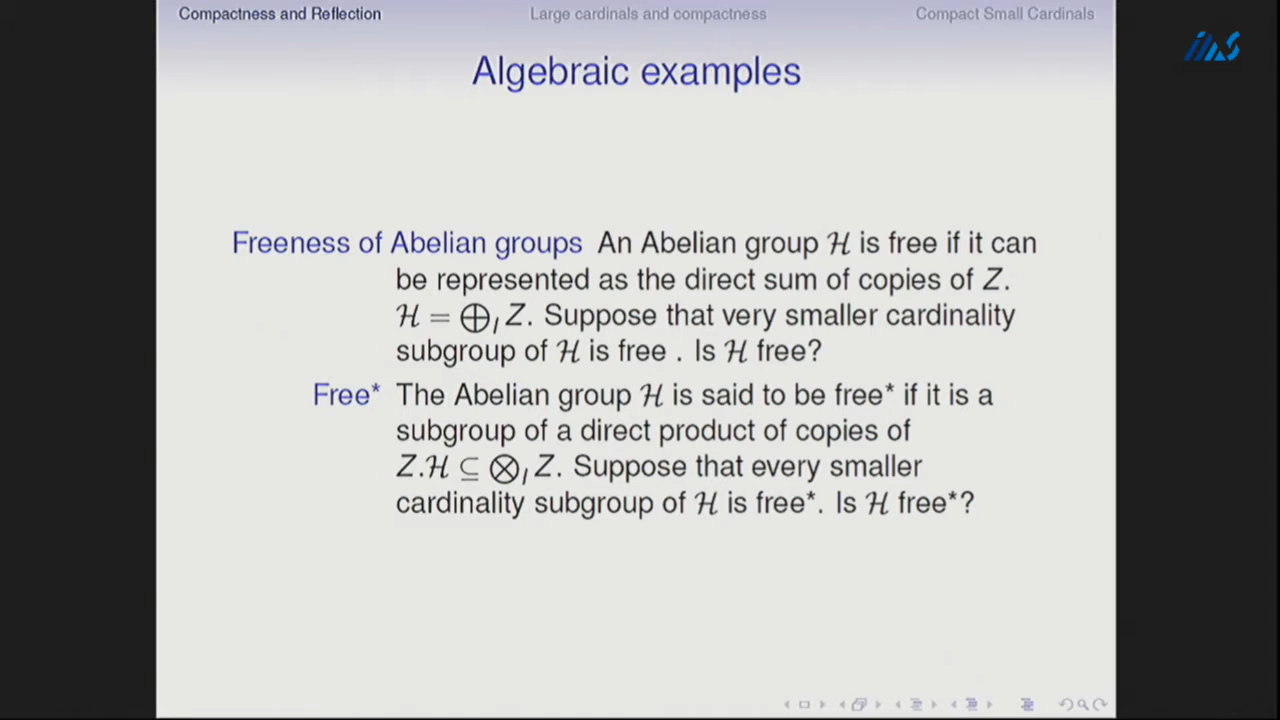 Compactness and Reflection Large cardinals and compactness Compact Small Cardinals
IMS
Algebraic examples
Freeness of Abelian groups An Abelian group ℋ is free if it can
be represented as the direct sum of copies of Z.
ℋ = ⊕_I Z. Suppose that very smaller cardinality
subgroup of ℋ is free . Is ℋ free?
Free* The Abelian group ℋ is said to be free* if it is a
subgroup of a direct product of copies of
Z.ℋ ⊆ ⊗_I Z. Suppose that every smaller
cardinality subgroup of ℋ is free*. Is ℋ free*?